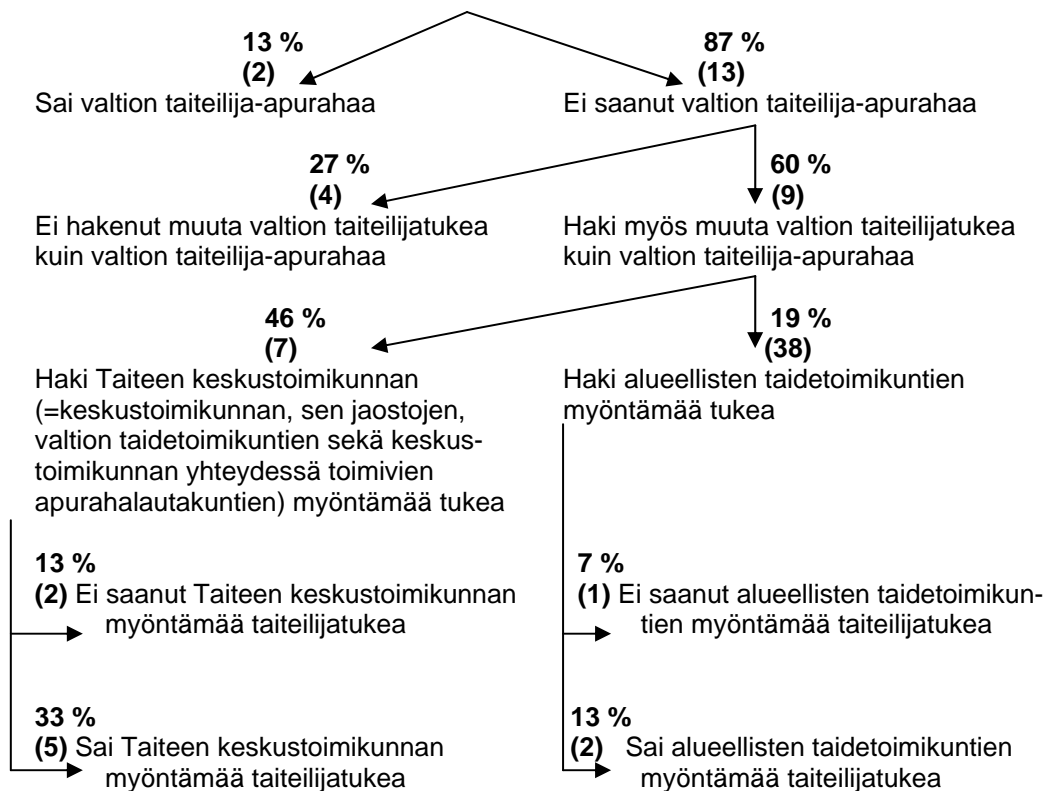 13 %
(2)
Sai valtion taiteilija-apurahaa
87 %
(13)
Ei saanut valtion taiteilija-apurahaa
27 %
(4)
Ei hakenut muuta valtion taiteilijatukea
kuin valtion taiteilija-apurahaa
60 %
(9)
Haki myös muuta valtion taiteilijatukea
kuin valtion taiteilija-apurahaa
46 %
(7)
Haki Taiteen keskustoimikunnan
(=keskustoimikunnan, sen jaostojen,
valtion taidetoimikuntien sekä keskus-
toimikunnan yhteydessä toimivien
apurahalautakuntien) myöntämää tukea
19 %
(38)
Haki alueellisten taidetoimikuntien
myöntämää tukea
13 %
(2) Ei saanut Taiteen keskustoimikunnan
myöntämää taiteilijatukea
33 %
(5) Sai Taiteen keskustoimikunnan
myöntämää taiteilijatukea
7 %
(1) Ei saanut alueellisten taidetoimikun-
tien myöntämää taiteilijatukea
13 %
(2) Sai alueellisten taidetoimikuntien
myöntämää taiteilijatukea